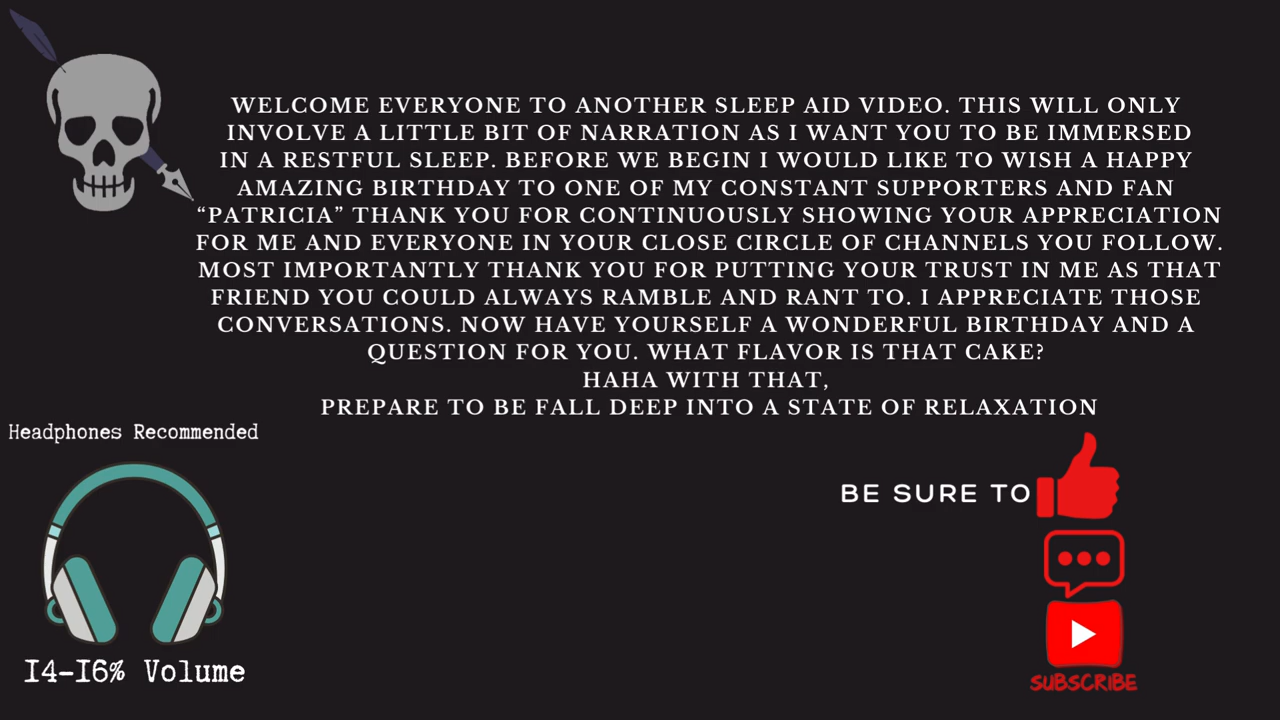 WELCOME EVERYONE TO ANOTHER SLEEP AID VIDEO. THIS WILL ONLY
INVOLVE A LITTLE BIT OF NARRATION AS I WANT YOU TO BE IMMERSED
IN A RESTFUL SLEEP. BEFORE WE BEGIN I WOULD LIKE TO WISH A HAPPY
AMAZING BIRTHDAY TO ONE OF MY CONSTANT SUPPORTERS AND FAN
“PATRICIA” THANK YOU FOR CONTINUOUSLY SHOWING YOUR APPRECIATION
FOR ME AND EVERYONE IN YOUR CLOSE CIRCLE OF CHANNELS YOU FOLLOW.
MOST IMPORTANTLY THANK YOU FOR PUTTING YOUR TRUST IN ME AS THAT
FRIEND YOU COULD ALWAYS RAMBLE AND RANT TO. I APPRECIATE THOSE
CONVERSATIONS. NOW HAVE YOURSELF A WONDERFUL BIRTHDAY AND A
QUESTION FOR YOU. WHAT FLAVOR IS THAT CAKE?
HAHA WITH THAT,
PREPARE TO BE FALL DEEP INTO A STATE OF RELAXATION
Headphones Recommended
14-16% Volume
BE SURE TO
SUBSCRIBE